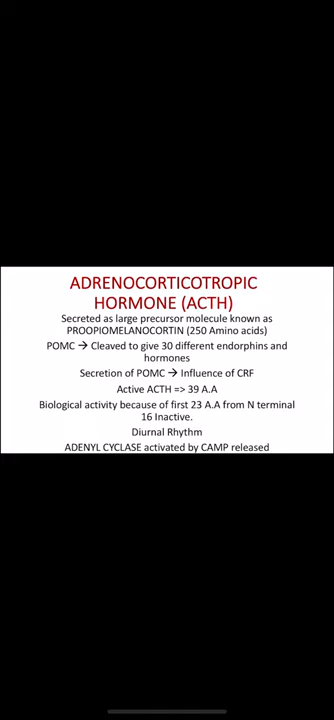 ADRENOCORTICOTROPIC
HORMONE (ACTH)
Secreted as large precursor molecule known as
PROOPIOMELANOCORTIN (250 Amino acids)
POMC → Cleaved to give 30 different endorphins and
hormones
Secretion of POMC → Influence of CRF
Active ACTH => 39 A.A
Biological activity because of first 23 A.A from N terminal
16 Inactive.
Diurnal Rhythm
ADENYL CYCLASE activated by CAMP released